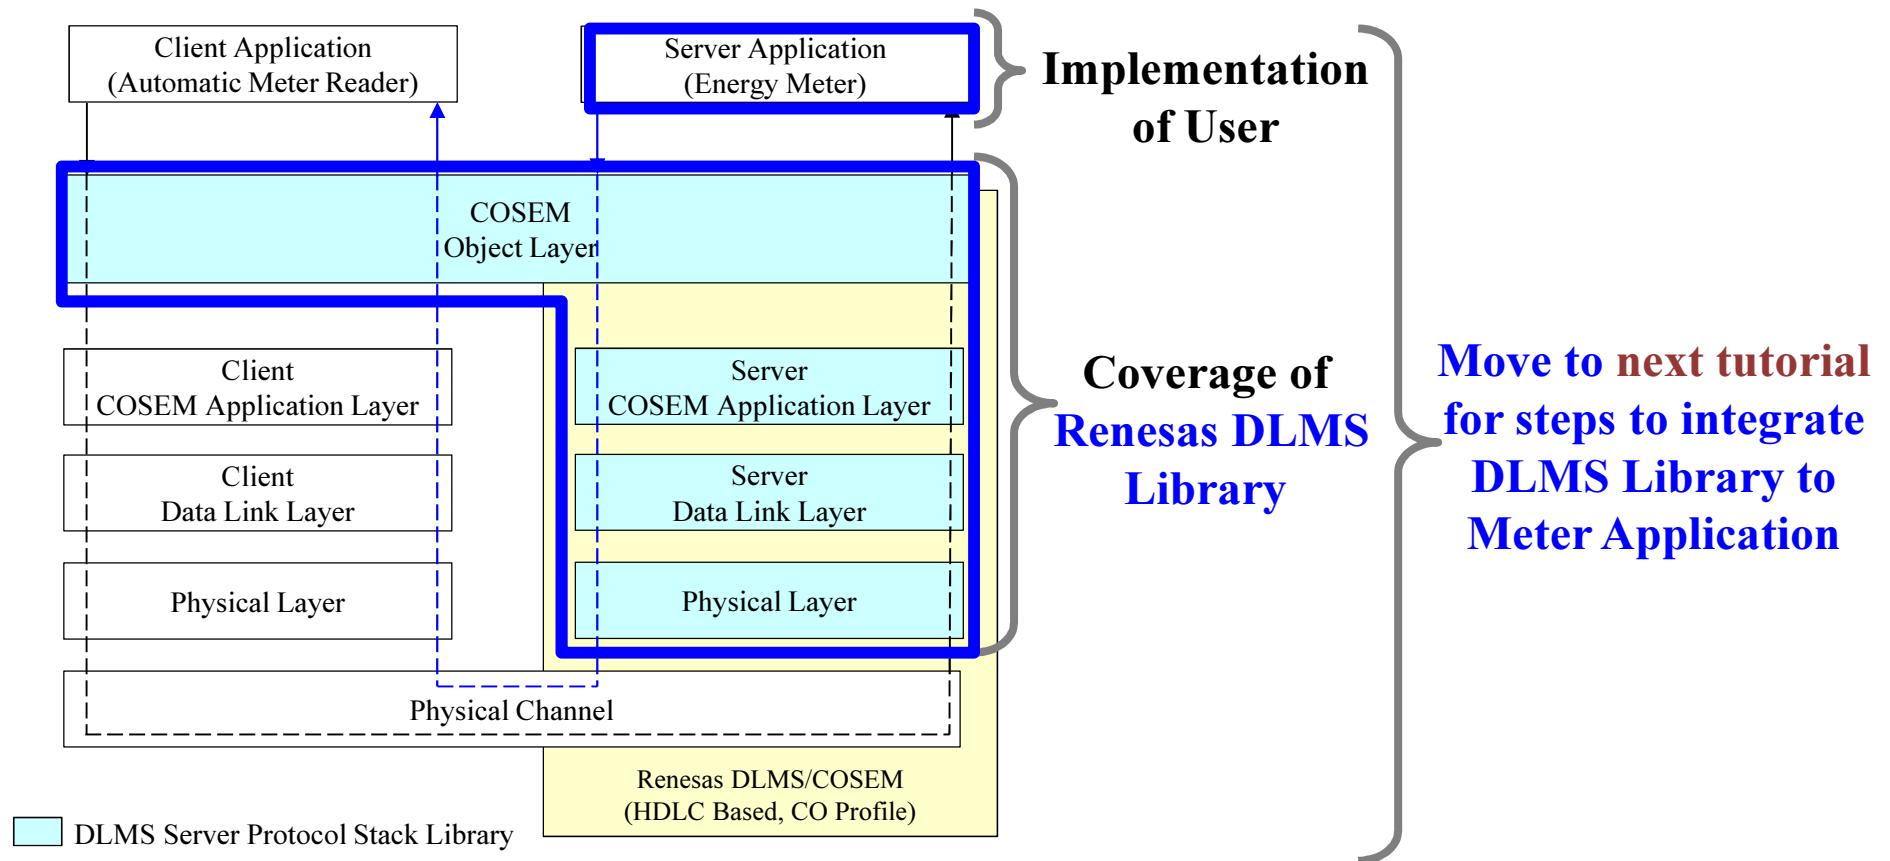 Client Application
(Automatic Meter Reader)
Server Application
(Energy Meter)
Implementation
of User
COSEM
Object Layer
Client
COSEM Application Layer
Server
COSEM Application Layer
Client
Data Link Layer
Server
Data Link Layer
Physical Layer
Physical Layer
Coverage of
Renesas DLMS
Library
Move to next tutorial
for steps to integrate
DLMS Library to
Meter Application
Physical Channel
Renesas DLMS/COSEM
(HDLC Based, CO Profile)
DLMS Server Protocol Stack Library